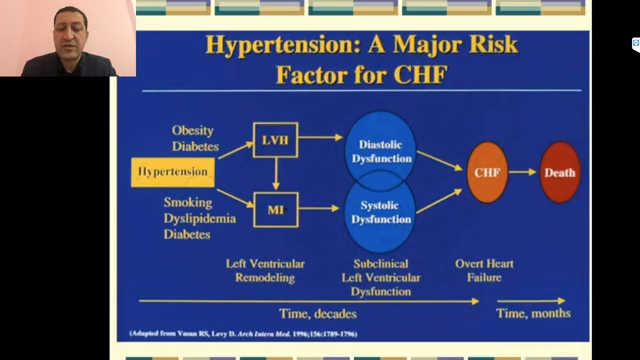 Hypertension: A Major Risk
Factor for CHF
Obesity
Diabetes
LVH
Diastolic
Dysfunction
Hypertension
CHF
Death
Smoking
Dyslipidemia
Diabetes
MI
Systolic
Dysfunction
Left Ventricular
Remodeling
Subclinical
Left Ventricular
Dysfunction
Overt Heart
Failure
Time, decades
Time, months
(Adapted from Vasan RS, Levy D. Arch Intern Med. 1996;156:1789-1796)